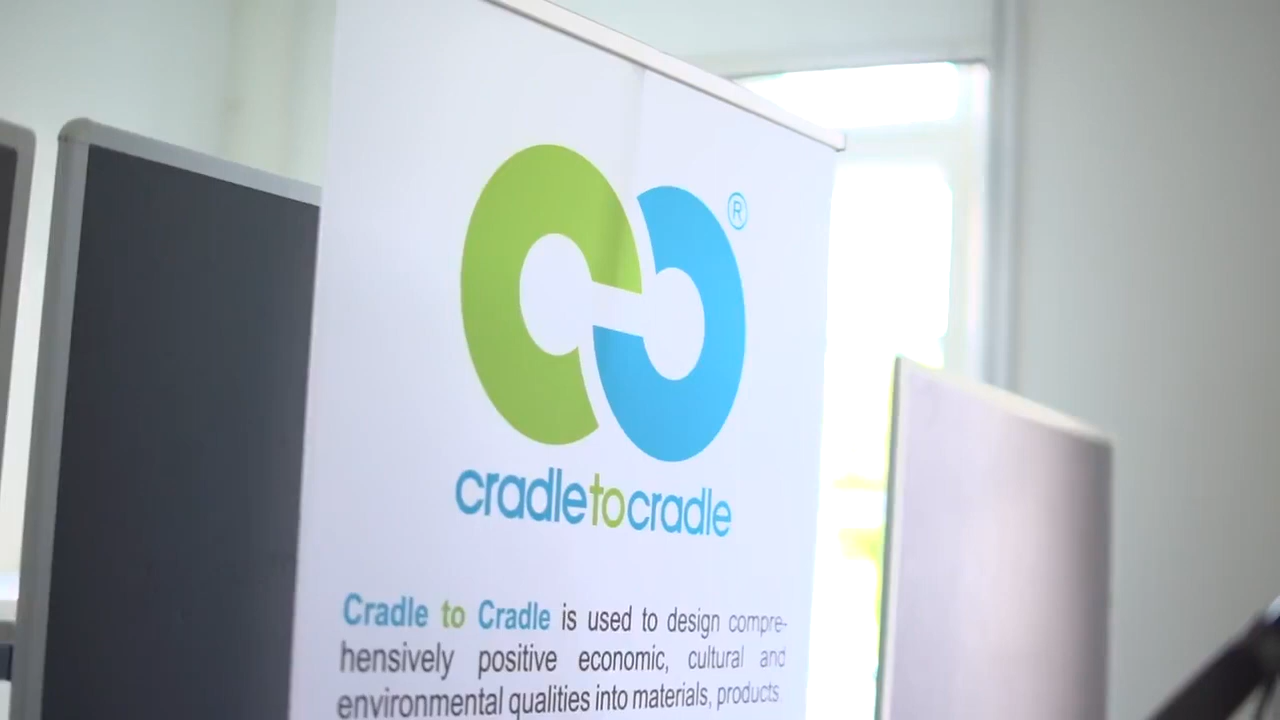 ®
cradletocradle
Cradle to Cradle is used to design compre-
hensively positive economic, cultural and
environmental qualities into materials, products